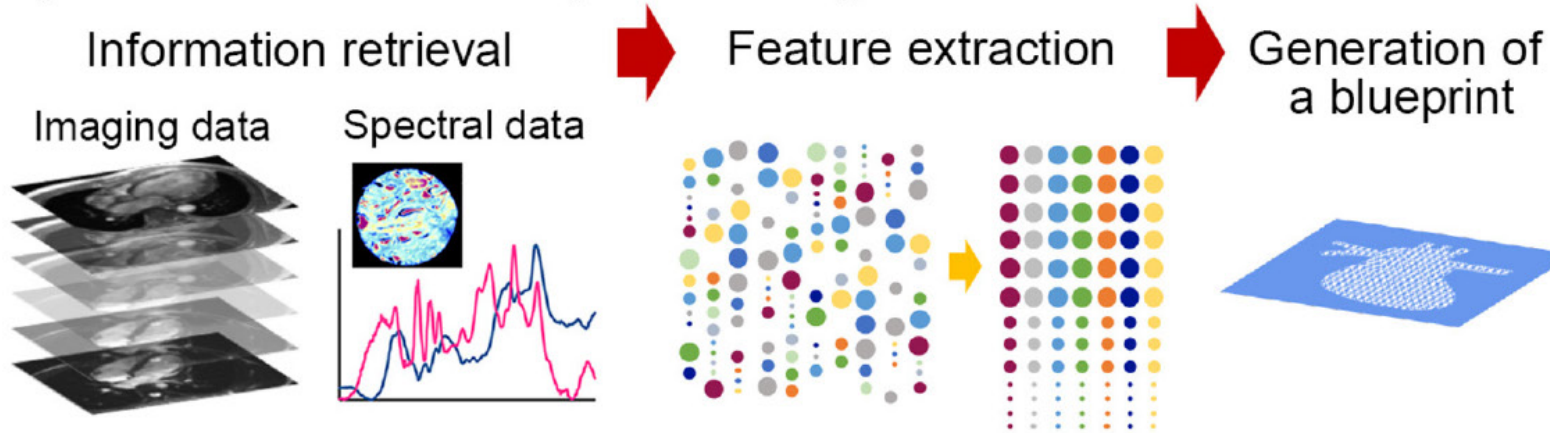 Information retrieval
Feature extraction
Generation of
a blueprint
Imaging data
Spectral data